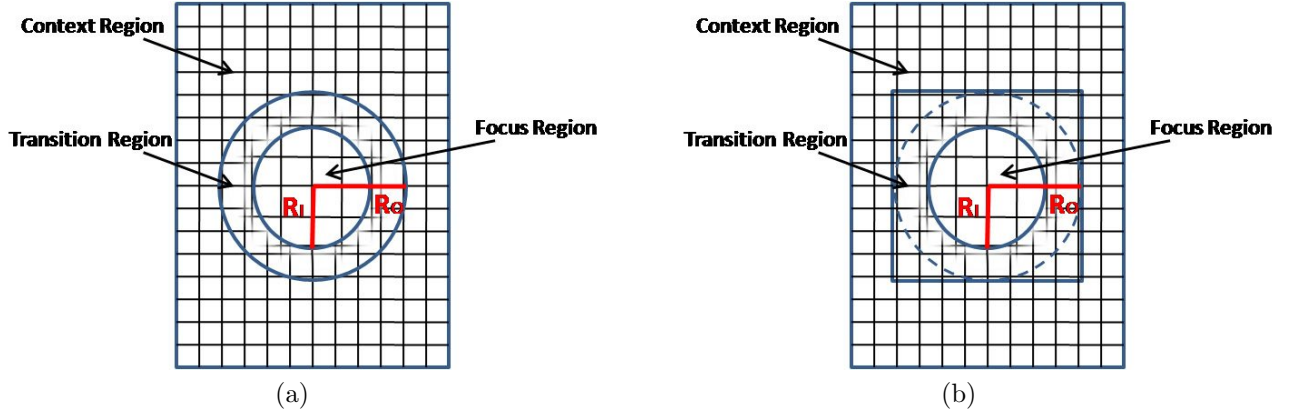 Context Region
Transition Region
Focus Region
RI
RO
(a)
Context Region
Transition Region
Focus Region
RI
RO
(b)